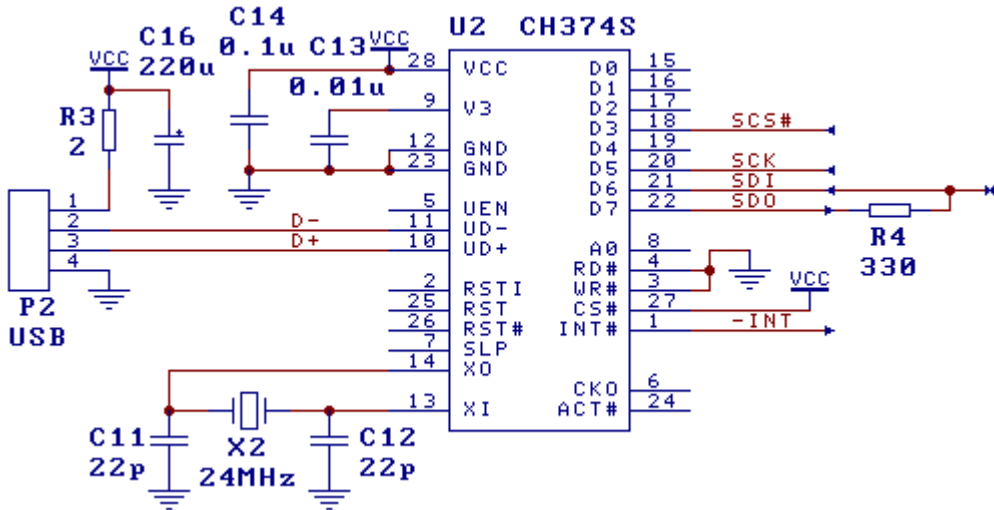 U2 CH374S
C14
0.1u
C13
0.01u
VCC
C16
220u
VCC
R3
2
1
2
3
4
P2
USB
D-
D+
28 VCC
9 V3
12 GND
23 GND
5 UEN
11 UD-
10 UD+
2 RSTI
25 RST
26 RST#
7 SLP
14 XO
13 XI
D0 15
D1 16
D2 17
D3 18 SCS#
D4 19
D5 20 SCK
D6 21 SDI
D7 22 SDO
R4
330
A0 8
RD# 4
WR# 3
CS# 27
VCC
INT# 1 -INT
CKO 6
ACT# 24
C11
22p
X2
24MHz
C12
22p